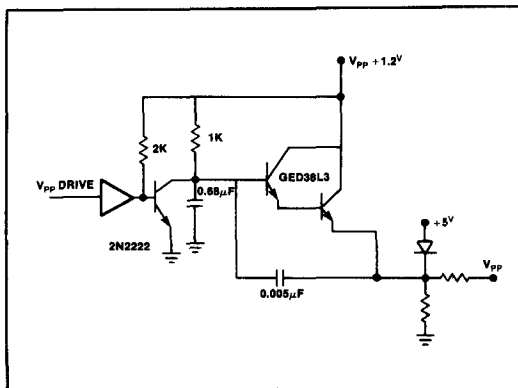 V_PP +1.2^V
2K
1K
GED38L3
V_PP DRIVE
0.68μF
+5^V
2N2222
V_PP
0.005μF